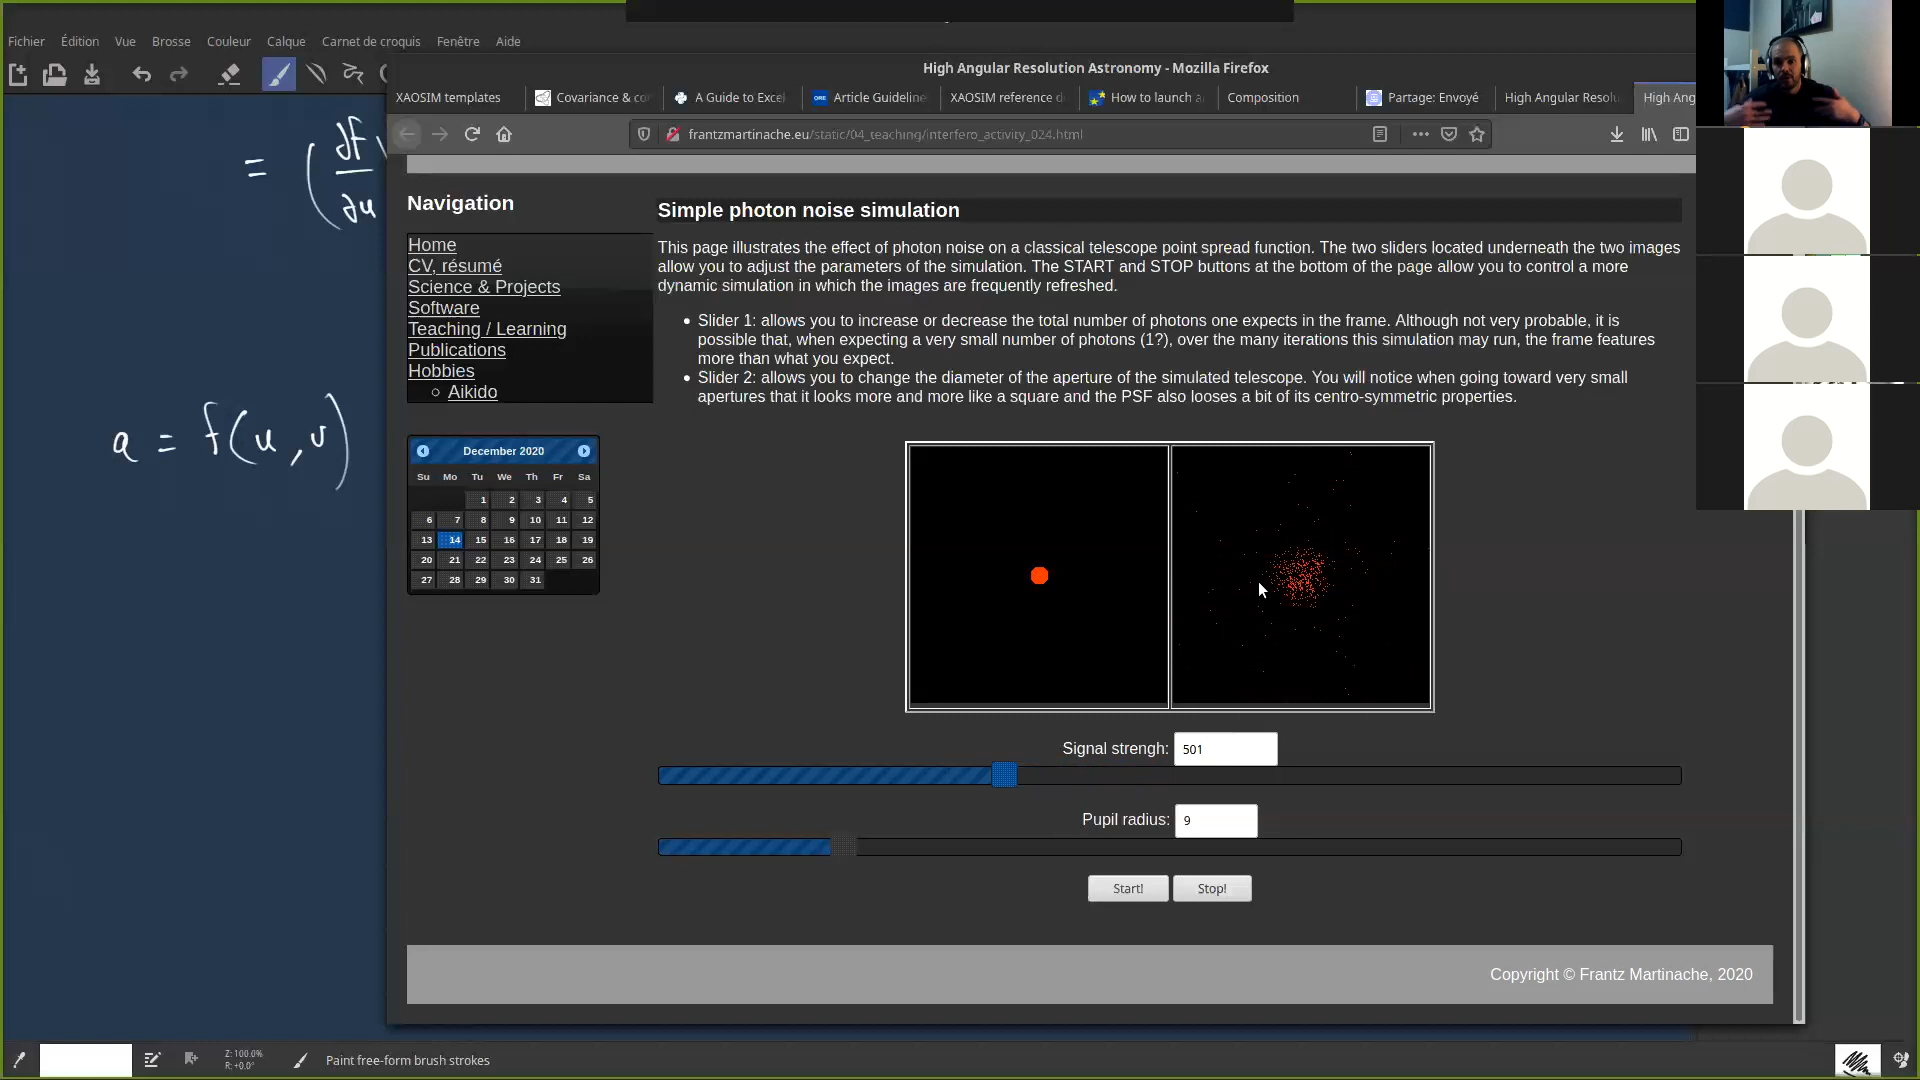 Fichier Édition Vue Brosse Couleur Calque Carnet de croquis Fenêtre Aide
High Angular Resolution Astronomy - Mozilla Firefox
XAOSIM templates Covariance & co A Guide to Excel Article Guideline XAOSIM reference d How to launch a Composition Partage: Envoyé High Angular Resolu High Ang
frantzmartinache.eu/static/04_teaching/interfero_activity_024.html
= ( ∂f
∂u
a = f(u,v)
Navigation
Home
CV, résumé
Science & Projects
Software
Teaching / Learning
Publications
Hobbies
Aikido
December 2020
Su Mo Tu We Th Fr Sa
1 2 3 4 5
6 7 8 9 10 11 12
13 14 15 16 17 18 19
20 21 22 23 24 25 26
27 28 29 30 31
Simple photon noise simulation
This page illustrates the effect of photon noise on a classical telescope point spread function. The two sliders located underneath the two images
allow you to adjust the parameters of the simulation. The START and STOP buttons at the bottom of the page allow you to control a more
dynamic simulation in which the images are frequently refreshed.
Slider 1: allows you to increase or decrease the total number of photons one expects in the frame. Although not very probable, it is
possible that, when expecting a very small number of photons (1?), over the many iterations this simulation may run, the frame features
more than what you expect.
Slider 2: allows you to change the diameter of the aperture of the simulated telescope. You will notice when going toward very small
apertures that it looks more and more like a square and the PSF also looses a bit of its centro-symmetric properties.
Signal strengh: 501
Pupil radius: 9
Start! Stop!
Copyright © Frantz Martinache, 2020
Z: 100.0%
R: +0.0°
Paint free-form brush strokes